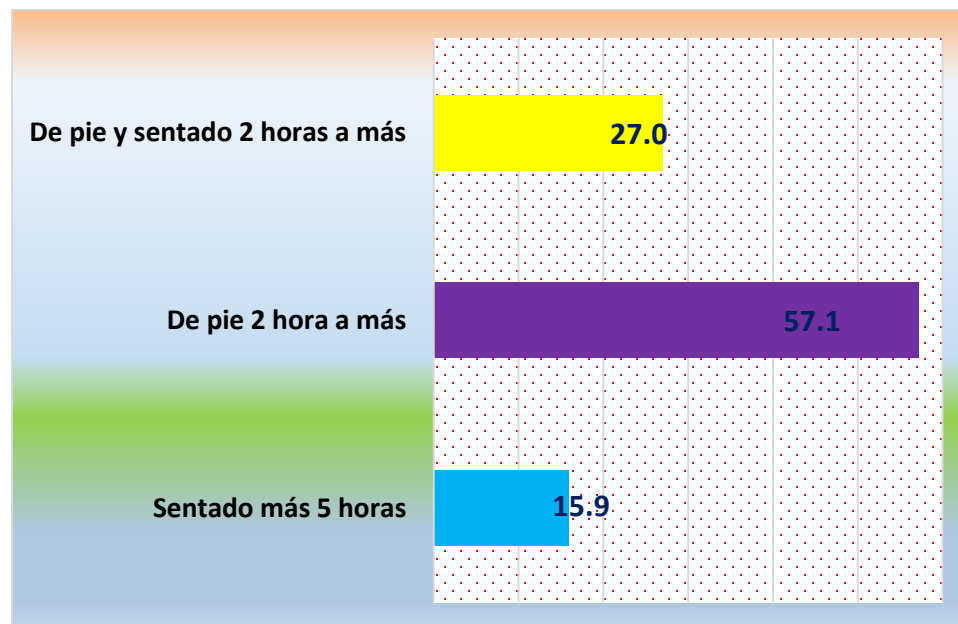 De pie y sentado 2 horas a más
27.0
De pie 2 hora a más
57.1
Sentado más 5 horas
15.9